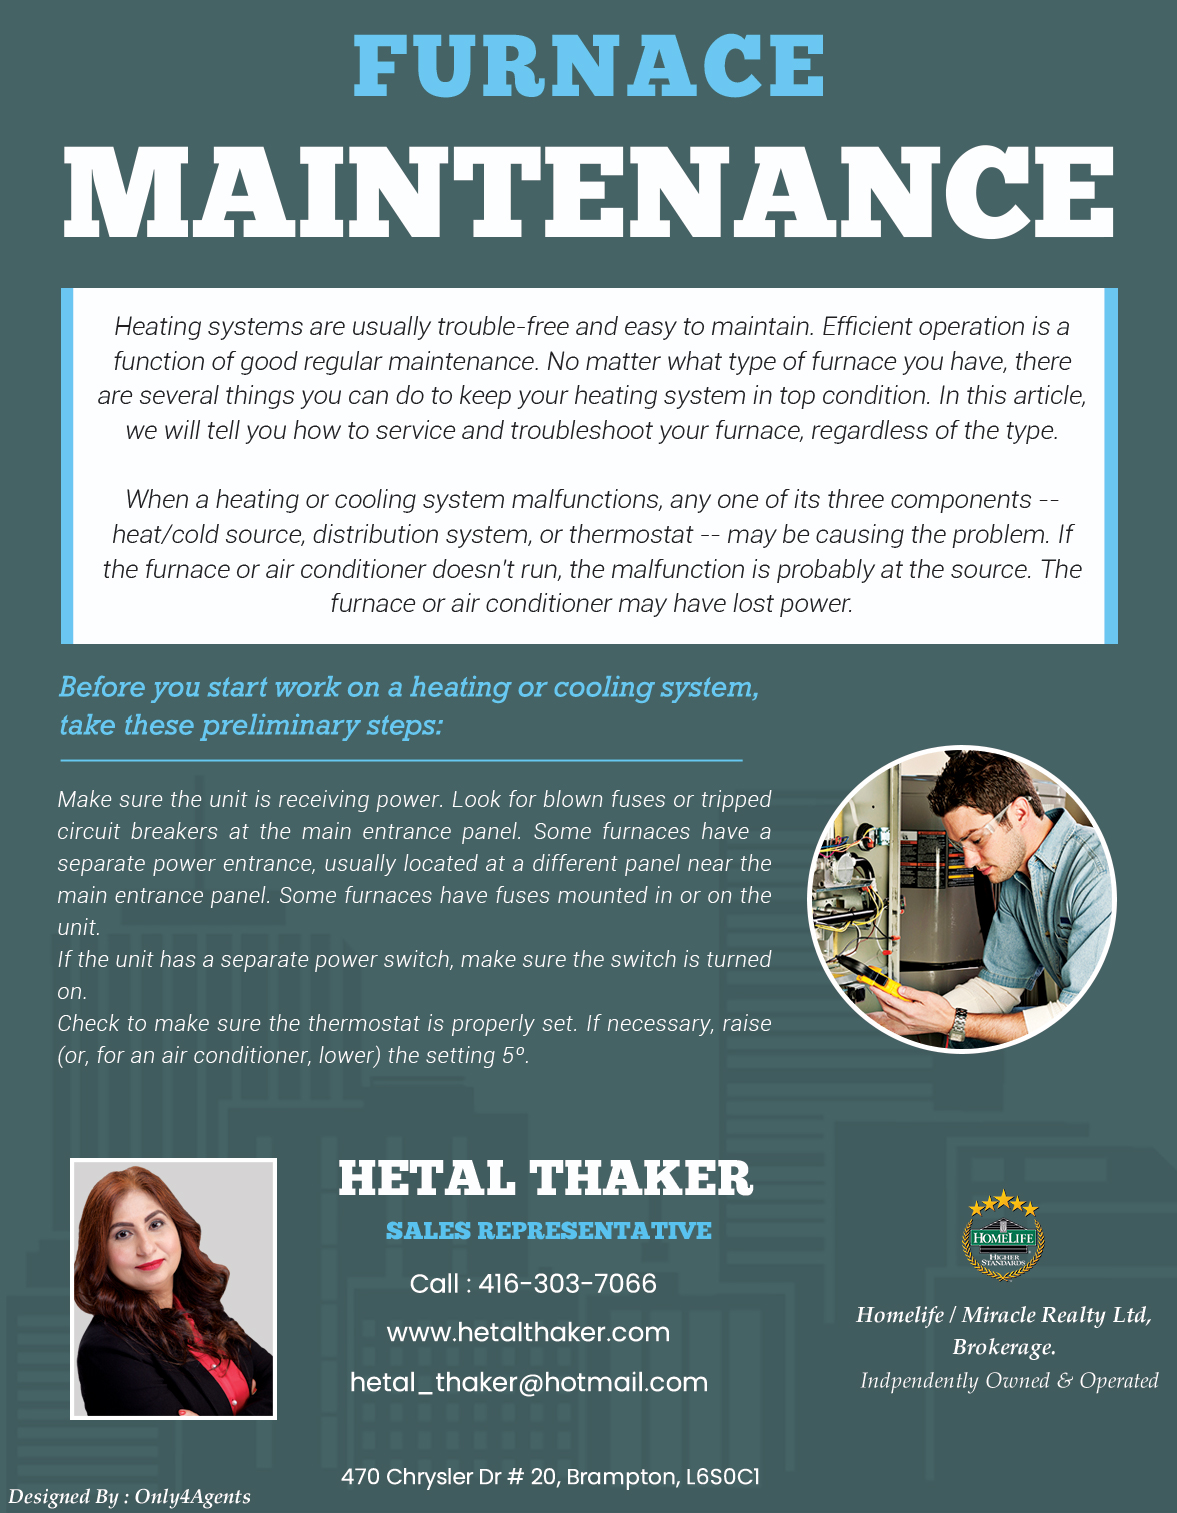 FURNACE
MAINTENANCE
Heating systems are usually trouble-free and easy to maintain. Efficient operation is a
function of good regular maintenance. No matter what type of furnace you have, there
are several things you can do to keep your heating system in top condition. In this article,
we will tell you how to service and troubleshoot your furnace, regardless of the type.
When a heating or cooling system malfunctions, any one of its three components --
heat/cold source, distribution system, or thermostat -- may be causing the problem. If
the furnace or air conditioner doesn't run, the malfunction is probably at the source. The
furnace or air conditioner may have lost power.
Before you start work on a heating or cooling system,
take these preliminary steps:
Make sure the unit is receiving power. Look for blown fuses or tripped
circuit breakers at the main entrance panel. Some furnaces have a
separate power entrance, usually located at a different panel near the
main entrance panel. Some furnaces have fuses mounted in or on the
unit.
If the unit has a separate power switch, make sure the switch is turned
on.
Check to make sure the thermostat is properly set. If necessary, raise
(or, for an air conditioner, lower) the setting 5º.
HETAL THAKER
SALES REPRESENTATIVE
Call : 416-303-7066
www.hetalthaker.com
hetal_thaker@hotmail.com
470 Chrysler Dr # 20, Brampton, L6S0C1
HOMELIFE
HIGHER
STANDARDS
Homelife / Miracle Realty Ltd,
Brokerage.
Indpendently Owned & Operated
Designed By : Only4Agents